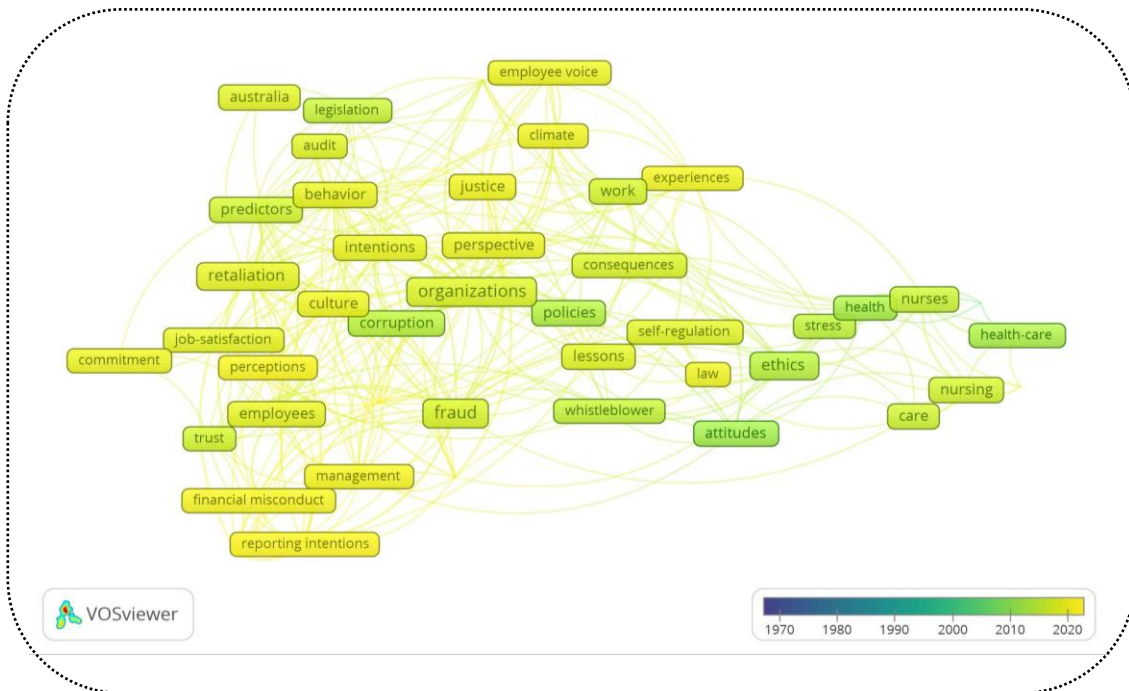 employee voice
australia
legislation
climate
audit
experiences
justice
work
behavior
predictors
perspective
intentions
consequences
retaliation
organizations
culture
health
nurses
policies
corruption
stress
self-regulation
health-care
job-satisfaction
lessons
commitment
perceptions
ethics
law
nursing
fraud
whistleblower
employees
care
attitudes
trust
management
financial misconduct
reporting intentions
VOSviewer
1970 1980 1990 2000 2010 2020